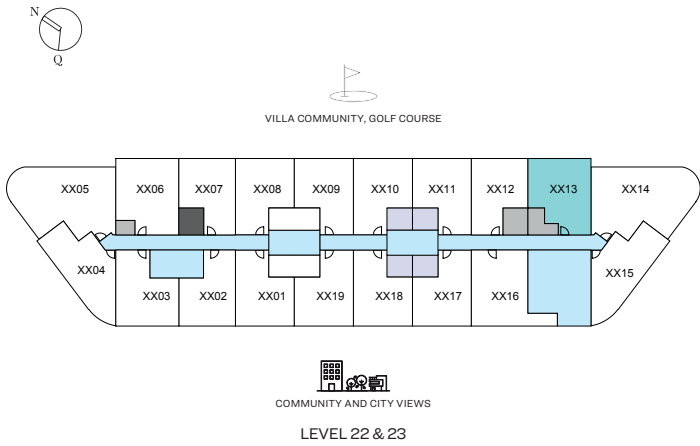 N
Q
VILLA COMMUNITY, GOLF COURSE
XX05 XX06 XX07 XX08 XX09 XX10 XX11 XX12 XX13 XX14
XX04 XX03 XX02 XX01 XX19 XX18 XX17 XX16 XX15
COMMUNITY AND CITY VIEWS
LEVEL 22 & 23